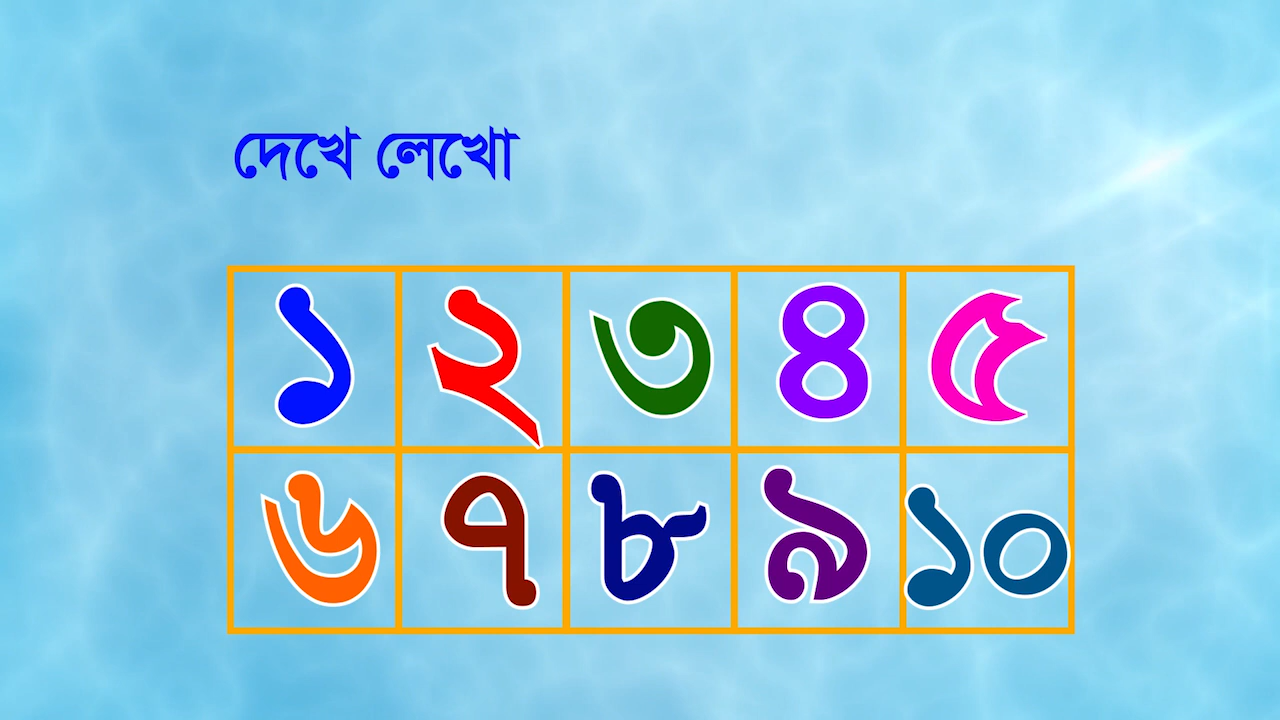 দেখে লেখো
১ ২ ৩ ৪ ৫
৬ ৭ ৮ ৯ ১০